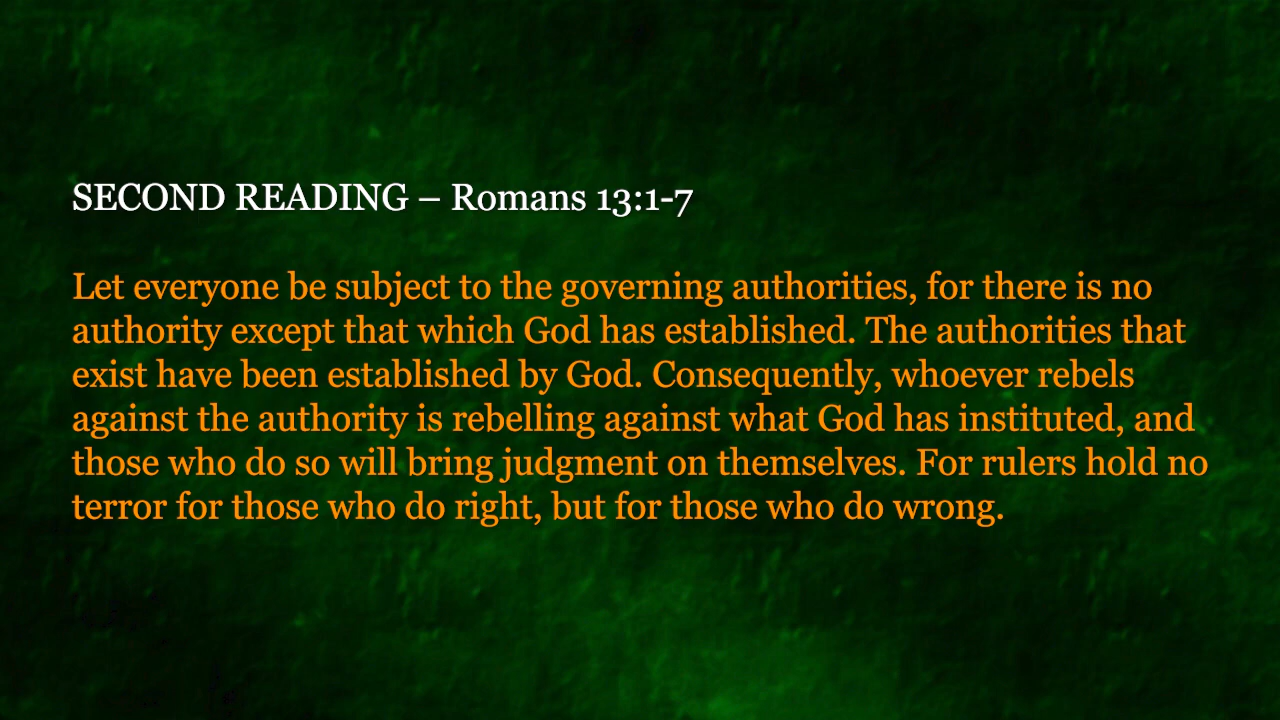 SECOND READING – Romans 13:1-7
Let everyone be subject to the governing authorities, for there is no
authority except that which God has established. The authorities that
exist have been established by God. Consequently, whoever rebels
against the authority is rebelling against what God has instituted, and
those who do so will bring judgment on themselves. For rulers hold no
terror for those who do right, but for those who do wrong.